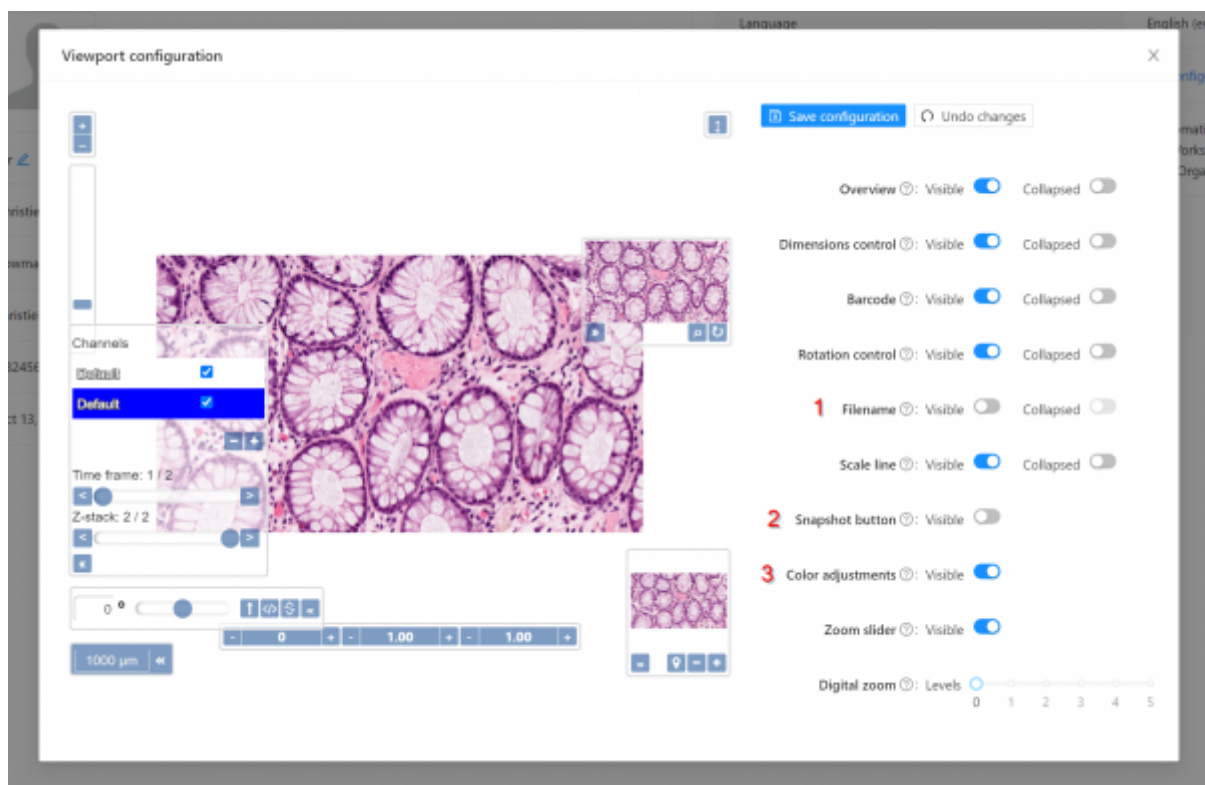 Language
English (e
Viewport configuration
Save configuration
Undo changes
Overview : Visible Collapsed
Dimensions control : Visible Collapsed
Barcode : Visible Collapsed
Rotation control : Visible Collapsed
1 Filename : Visible Collapsed
Scale line : Visible Collapsed
2 Snapshot button : Visible
3 Color adjustments : Visible
Zoom slider : Visible
Digital zoom : Levels
0 1 2 3 4 5
+
−
Channels
Default
Default
− +
Time frame: 1 / 2
< >
Z-stack: 2 / 2
< >
0 °
- 0 + - 1.00 + - 1.00 +
1000 μm «